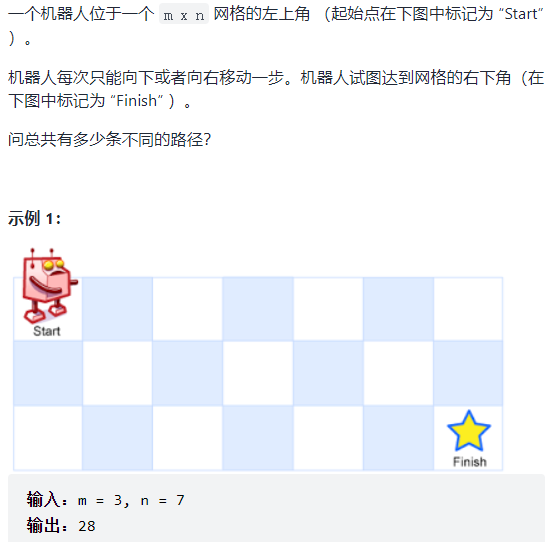 一个机器人位于一个 m x n 网格的左上角 （起始点在下图中标记为 “Start”
）。
机器人每次只能向下或者向右移动一步。机器人试图达到网格的右下角（在
下图中标记为 “Finish” ）。
问总共有多少条不同的路径？
示例 1：
Start
Finish
输入：m = 3, n = 7
输出：28